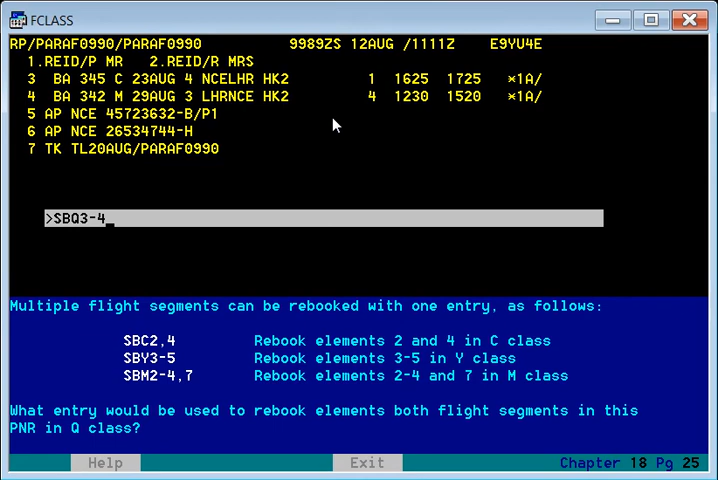 FCLASS
RP/PARAF0990/PARAF0990 9989ZS 12AUG /1111Z E9YU4E
1.REID/P MR 2.REID/R MRS
3 BA 345 C 23AUG 4 NCELHR HK2 1 1625 1725 *1A/
4 BA 342 M 29AUG 3 LHRNCE HK2 4 1230 1520 *1A/
5 AP NCE 45723632-B/P1
6 AP NCE 26534744-H
7 TK TL20AUG/PARAF0990
>SBQ3-4_
Multiple flight segments can be rebooked with one entry, as follows:
SBC2,4 Rebook elements 2 and 4 in C class
SBY3-5 Rebook elements 3-5 in Y class
SBM2-4,7 Rebook elements 2-4 and 7 in M class
What entry would be used to rebook elements both flight segments in this
PNR in Q class?
Help Exit Chapter 18 Pg 25